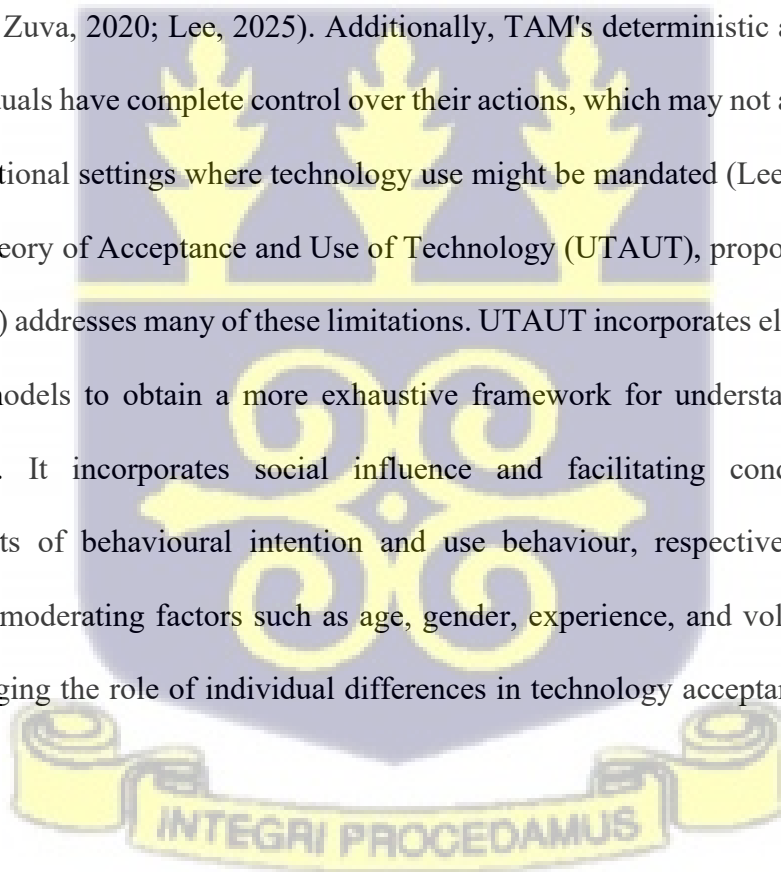 Zuva, 2020; Lee, 2025). Additionally, TAM's deterministic a
uals have complete control over their actions, which may not a
tional settings where technology use might be mandated (Lee
eory of Acceptance and Use of Technology (UTAUT), propo
) addresses many of these limitations. UTAUT incorporates el
nodels to obtain a more exhaustive framework for understa
. It incorporates social influence and facilitating cond
ts of behavioural intention and use behaviour, respective
moderating factors such as age, gender, experience, and vol
ging the role of individual differences in technology acceptan
INTEGRI PROCEDAMUS